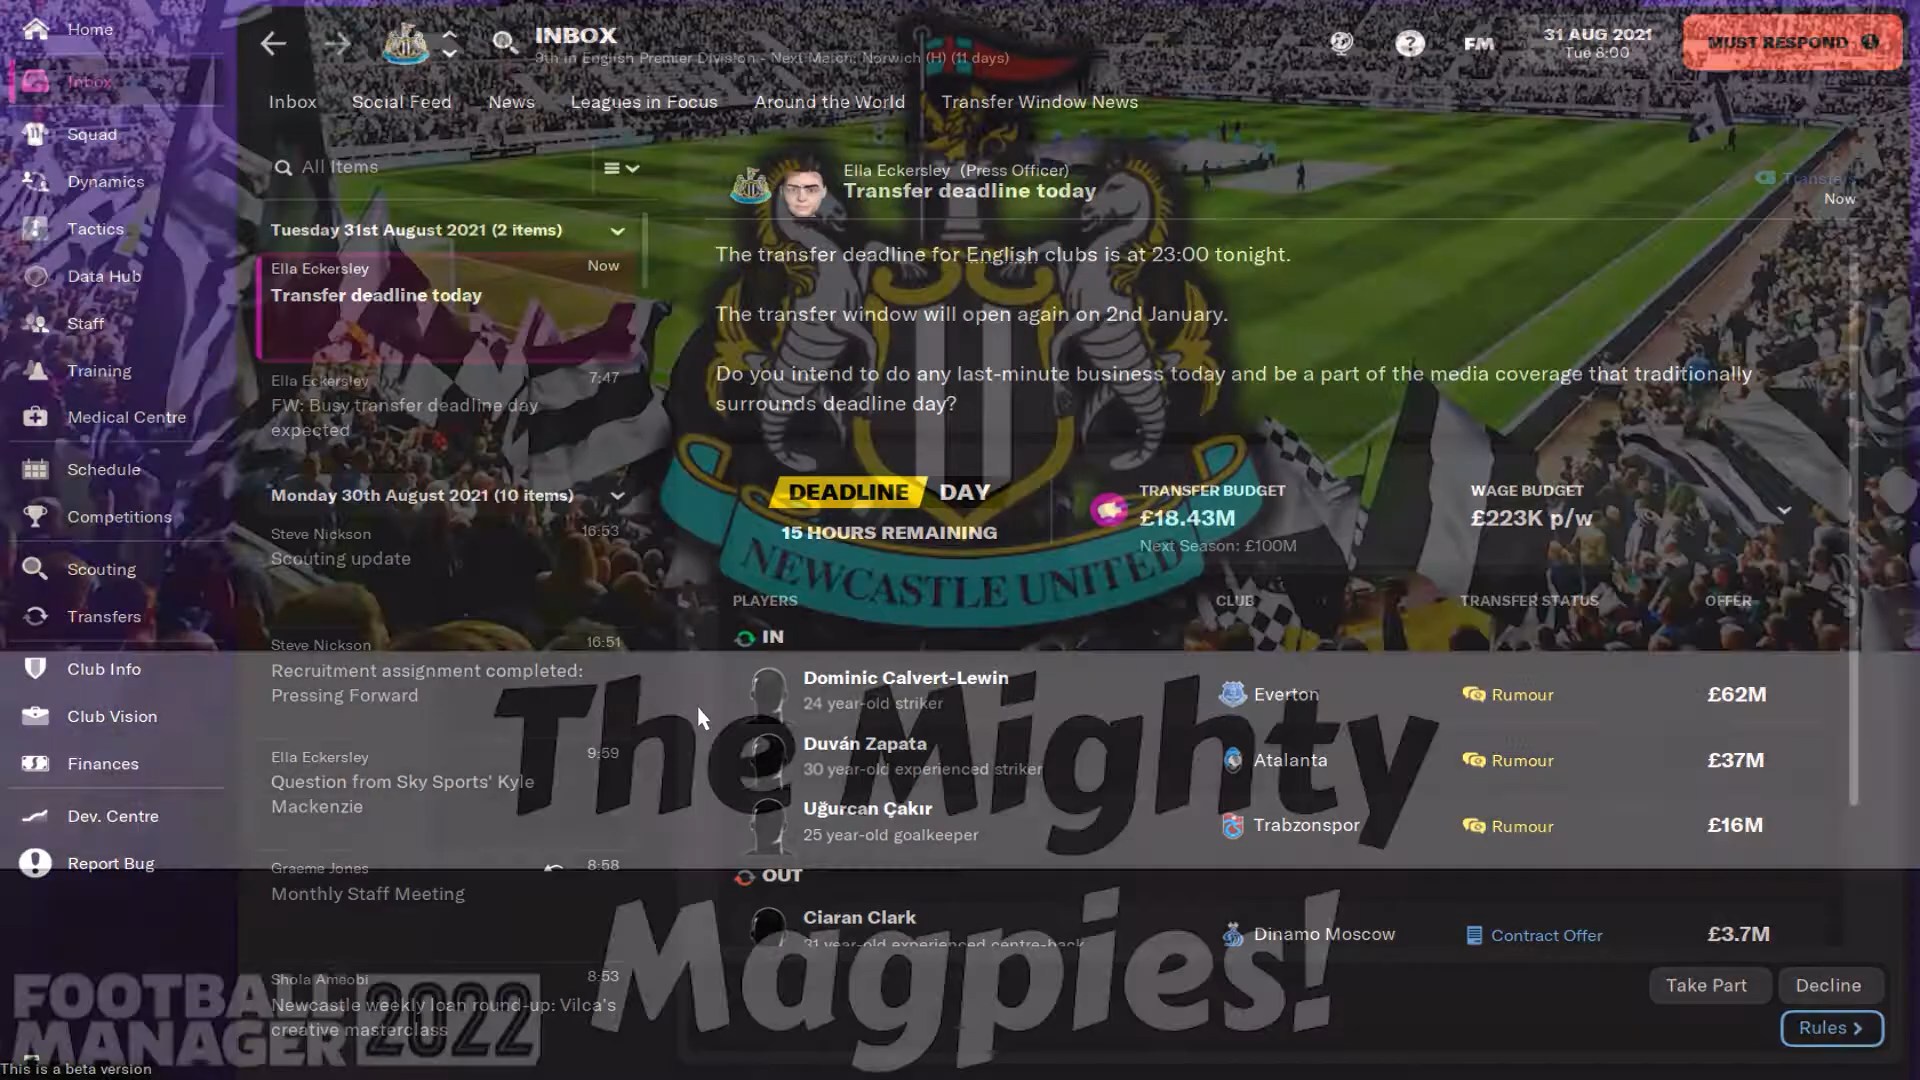 Home
Inbox
Squad
Dynamics
Tactics
Data Hub
Staff
Training
Medical Centre
Schedule
Competitions
Scouting
Transfers
Club Info
Club Vision
Finances
Dev. Centre
Report Bug
INBOX
9th in English Premier Division - Next Match: Norwich (H) (11 days)
FM
31 AUG 2021
Tue 8:00
MUST RESPOND
Inbox Social Feed News Leagues in Focus Around the World Transfer Window News
All Items
Tuesday 31st August 2021 (2 items)
Ella Eckersley Now
Transfer deadline today
Ella Eckersley 7:47
FW: Busy transfer deadline day
expected
Monday 30th August 2021 (10 items)
Steve Nickson 16:53
Scouting update
Steve Nickson 16:51
Recruitment assignment completed:
Pressing Forward
Ella Eckersley 9:59
Question from Sky Sports' Kyle
Mackenzie
Graeme Jones 8:58
Monthly Staff Meeting
Shola Ameobi 8:53
Newcastle weekly loan round-up: Vilca's
creative masterclass
Ella Eckersley (Press Officer)
Transfer deadline today
Transfers
Now
The transfer deadline for English clubs is at 23:00 tonight.
The transfer window will open again on 2nd January.
Do you intend to do any last-minute business today and be a part of the media coverage that traditionally
surrounds deadline day?
DEADLINE DAY
15 HOURS REMAINING
TRANSFER BUDGET
£18.43M
Next Season: £100M
WAGE BUDGET
£223K p/w
NEWCASTLE UNITED
PLAYERS CLUB TRANSFER STATUS OFFER
IN
Dominic Calvert-Lewin
24 year-old striker
Everton Rumour £62M
Duván Zapata
30 year-old experienced striker
Atalanta Rumour £37M
Uğurcan Çakır
25 year-old goalkeeper
Trabzonspor Rumour £16M
OUT
Ciaran Clark
31 year-old experienced centre-back
Dinamo Moscow Contract Offer £3.7M
Take Part
Decline
Rules
The Mighty
Magpies!
FOOTBALL
MANAGER 2022
This is a beta version